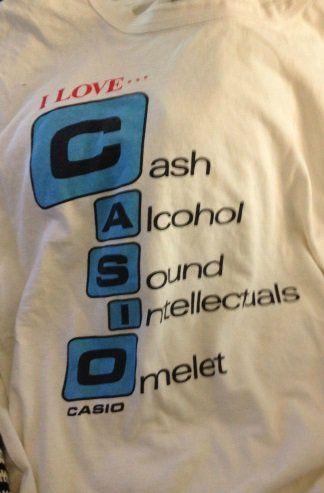 I LOVE...
Cash
Alcohol
Sound
Intellectuals
Omelet
CASIO